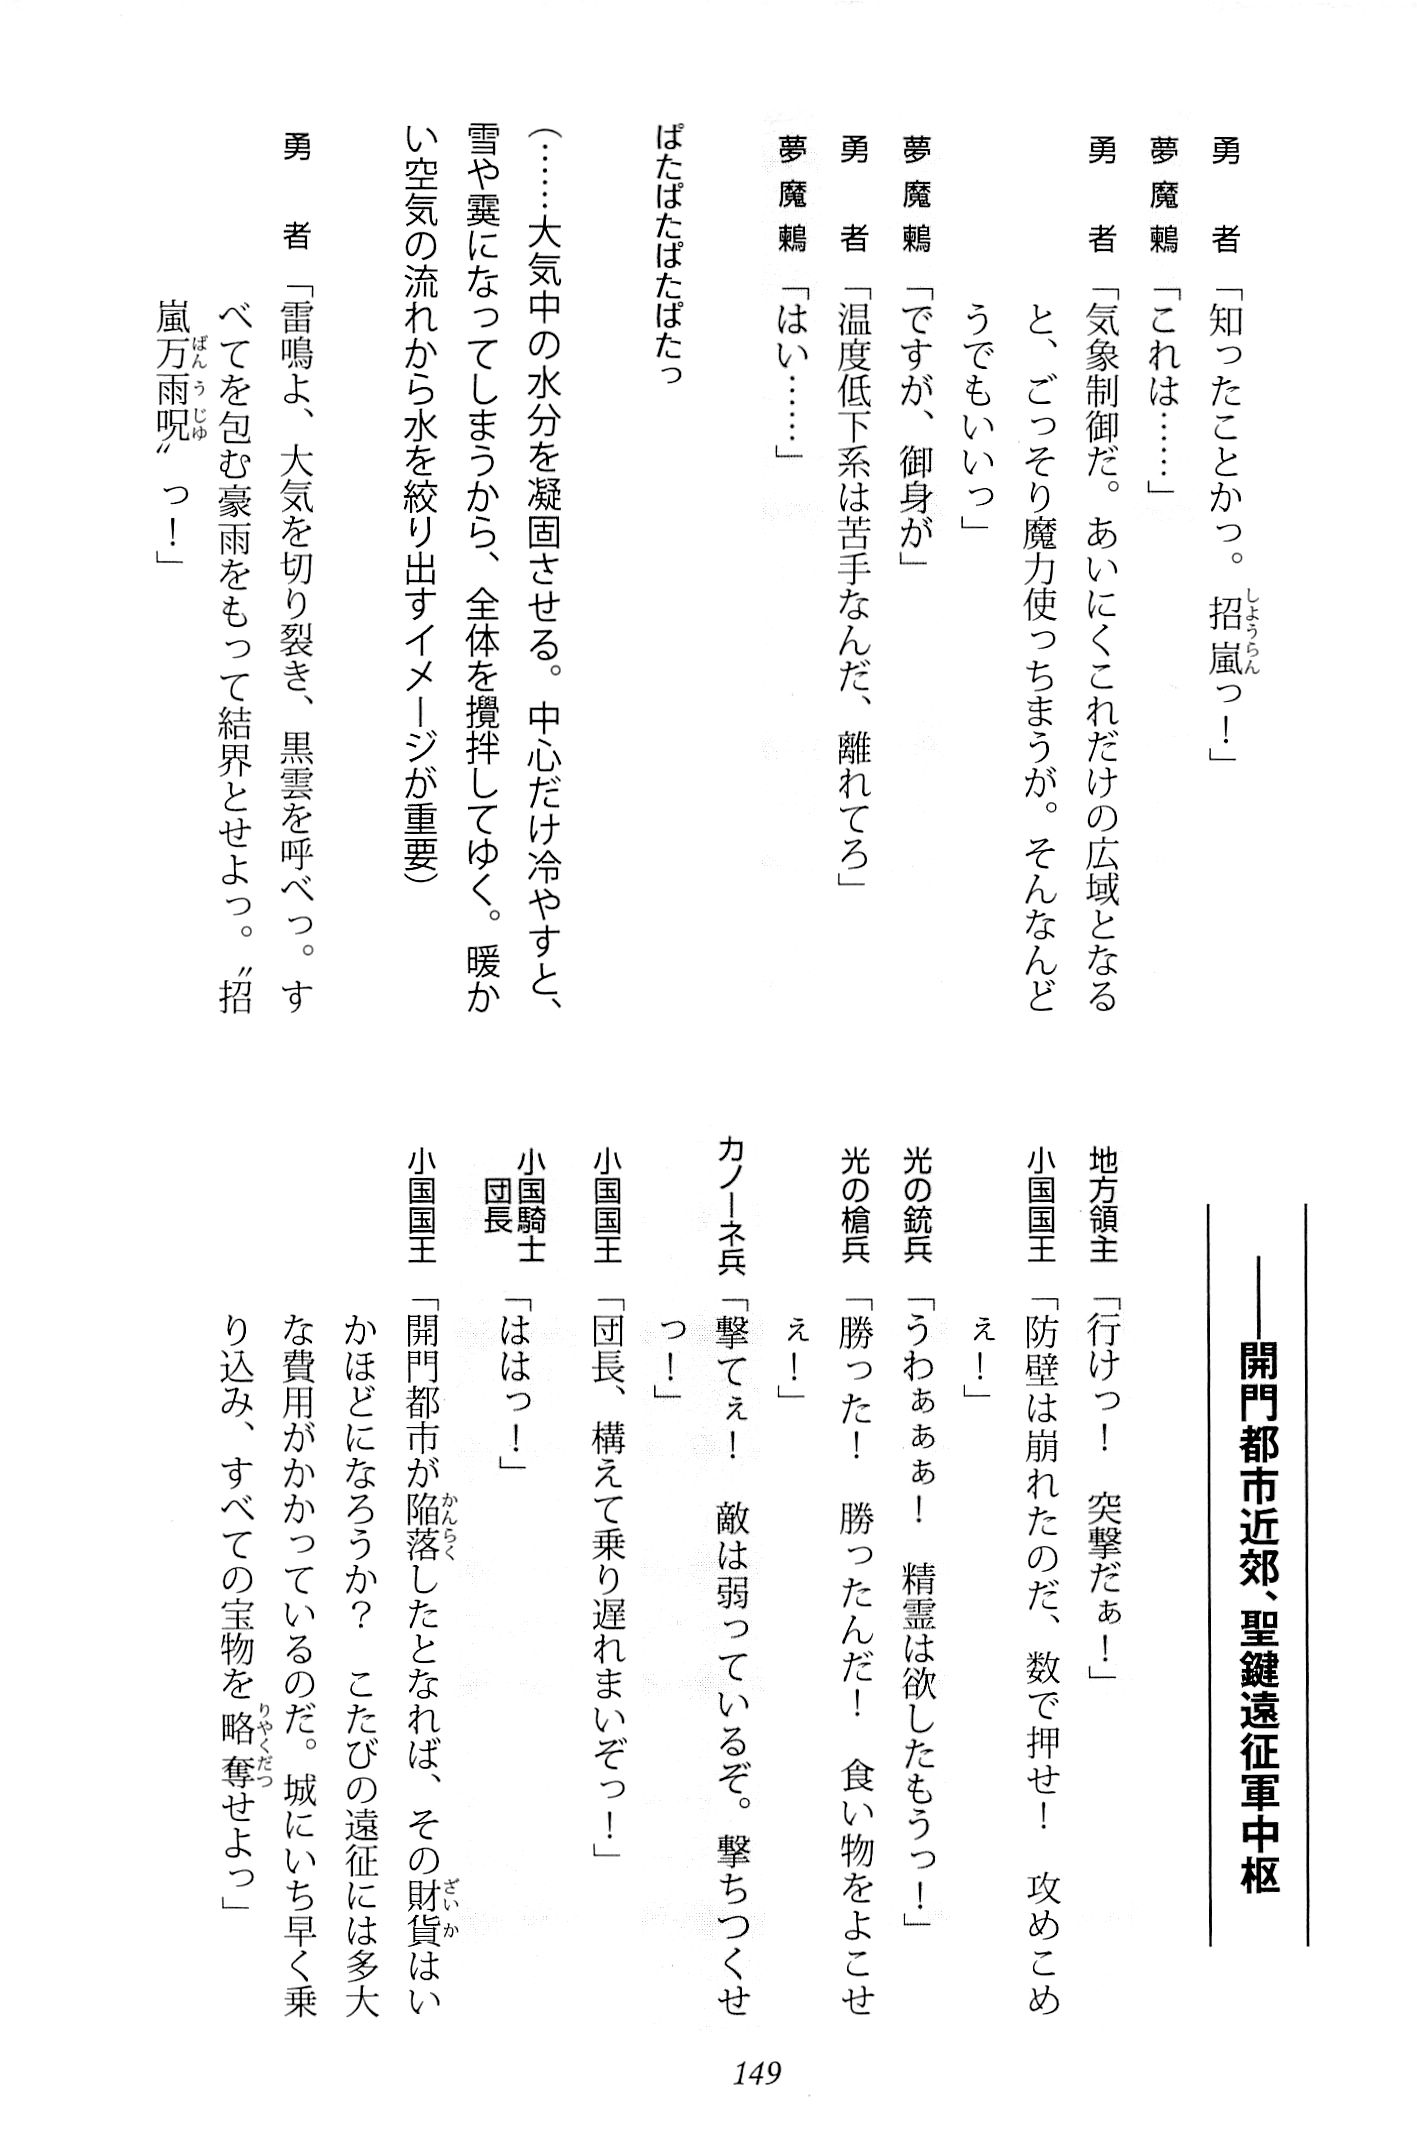 勇者「知ったことかっ。招嵐っ！」
夢魔鶫「これは……」
勇者「気象制御だ。あいにくこれだけの広域となる
と、ごっそり魔力使っちまうが。そんなんど
うでもいいっ」
夢魔鶫「ですが、御身が」
勇者「温度低下系は苦手なんだ、離れてろ」
夢魔鶫「はい……」
ぱたぱたぱたぱたっ
（……大気中の水分を凝固させる。中心だけ冷やすと、
雪や霙になってしまうから、全体を攪拌してゆく。暖か
い空気の流れから水を絞り出すイメージが重要）
勇者「雷鳴よ、大気を切り裂き、黒雲を呼べっ。す
べてを包む豪雨をもって結界とせよっ。〝招
嵐万雨呪〟っ！」
――開門都市近郊、聖鍵遠征軍中枢
地方領主「行けっ！　突撃だぁ！」
小国国王「防壁は崩れたのだ、数で押せ！　攻めこめ
ぇ！」
光の銃兵「うわぁぁぁ！　精霊は欲したもうっ！」
光の槍兵「勝った！　勝ったんだ！　食い物をよこせ
ぇ！」
カノーネ兵「撃てぇ！　敵は弱っているぞ。撃ちつくせ
っ！」
小国国王「団長、構えて乗り遅れまいぞっ！」
小国騎士団長「ははっ！」
小国国王「開門都市が陥落したとなれば、その財貨はい
かほどになろうか？　こたびの遠征には多大
な費用がかかっているのだ。城にいち早く乗
り込み、すべての宝物を略奪せよっ」
149